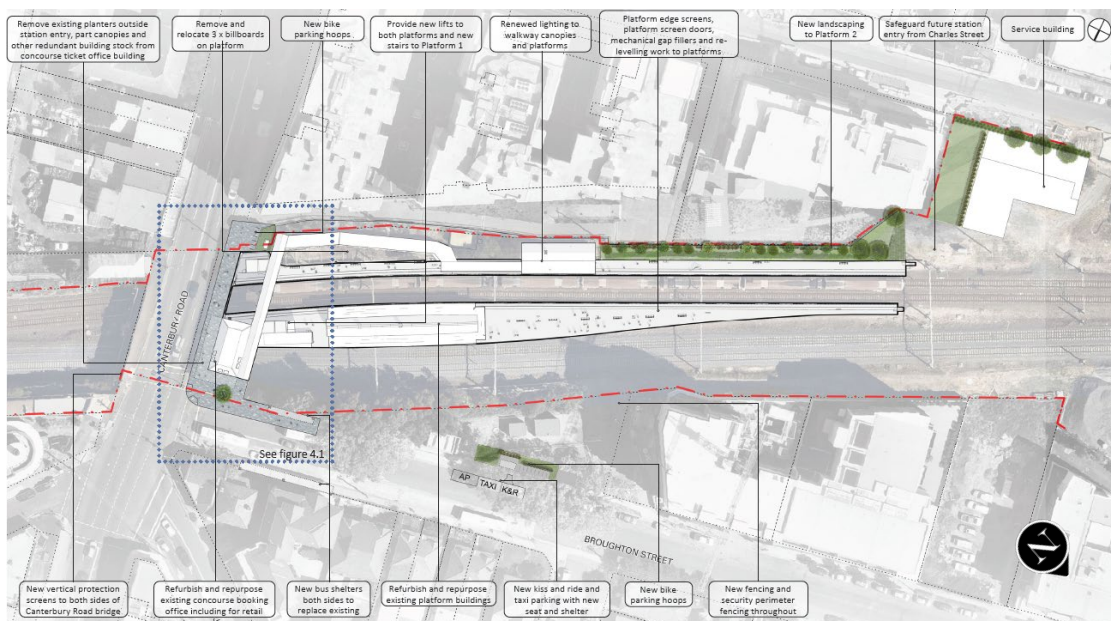 Remove existing planters outside
station entry, part canopies and
other redundant building stock from
concourse ticket office building
Remove and
relocate 3 x billboards
on platform
New bike
parking hoops
Provide new lifts to
both platforms and new
stairs to Platform 1
Renewed lighting to
walkway canopies
and platforms
Platform edge screens,
platform screen doors,
mechanical gap fillers and re-
levelling work to platforms
New landscaping
to Platform 2
Safeguard future station
entry from Charles Street
Service building
CANTERBURY ROAD
See figure 4.1
AP
TAXI
K&R
BROUGHTON STREET
N
New vertical protection
screens to both sides of
Canterbury Road bridge
Refurbish and repurpose
existing concourse booking
office including for retail
New bus shelters
both sides to
replace existing
Refurbish and repurpose
existing platform buildings
New kiss and ride and
taxi parking with new
seat and shelter
New bike
parking hoops
New fencing and
security perimeter
fencing throughout